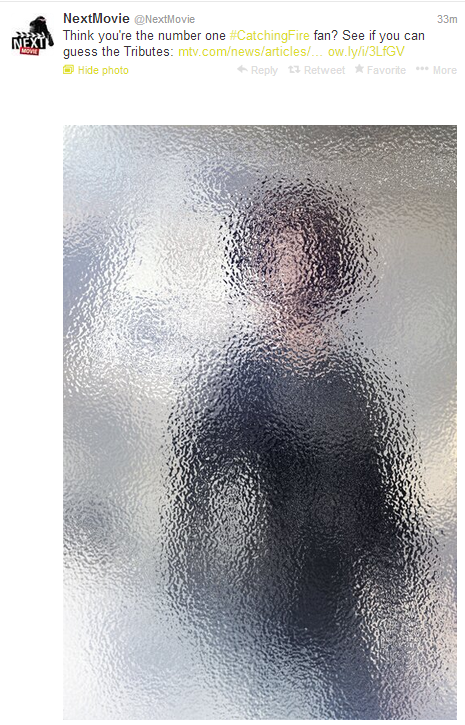 NextMovie @NextMovie 33m
Think you're the number one #CatchingFire fan? See if you can
guess the Tributes: mtv.com/news/articles/... ow.ly/i/3LfGV
Hide photo Reply Retweet Favorite More
NEXT
MOVIE